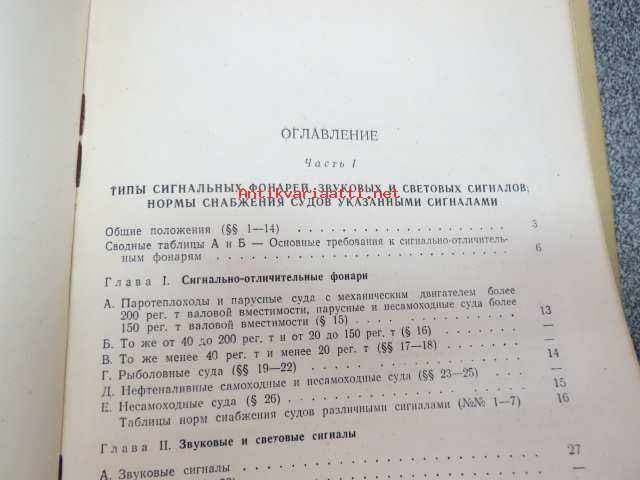 ОГЛАВЛЕНИЕ
Часть I
ТИПЫ СИГНАЛЬНЫХ ФОНАРЕЙ, ЗВУКОВЫХ И СВЕТОВЫХ СИГНАЛОВ;
Antikvariaatti.net
НОРМЫ СНАБЖЕНИЯ СУДОВ УКАЗАННЫМИ СИГНАЛАМИ
Общие положения (§§ 1—14) . . . . . . . . . . . . . . . 3
Сводные таблицы А и Б — Основные требования к сигнально-отличитель-
ным фонарям . . . . . . . . . . . . . . . . . . . . 6
Глава I. Сигнально-отличительные фонари
А. Паротеплоходы и парусные суда с механическим двигателем более
200 рег. т валовой вместимости, парусные и несамоходные суда более
150 рег. т валовой вместимости (§ 15) . . . . . . . . . . . 13
Б. То же от 40 до 200 рег. т и от 20 до 150 рег. т (§ 16) . . . . —
В. То же менее 40 рег. т и менее 20 рег. т (§§ 17—18) . . . . . —
Г. Рыболовные суда (§§ 19—22) . . . . . . . . . . . . . . 14
Д. Нефтеналивные самоходные и несамоходные суда (§§ 23—25) . . . —
Е. Несамоходные суда (§ 26) . . . . . . . . . . . . . . . 15
Таблицы норм снабжения судов различными сигналами (№№ 1—7) 16
Глава II. Звуковые и световые сигналы
А. Звуковые сигналы . . . . . . . . . . . . . . . . . . 27